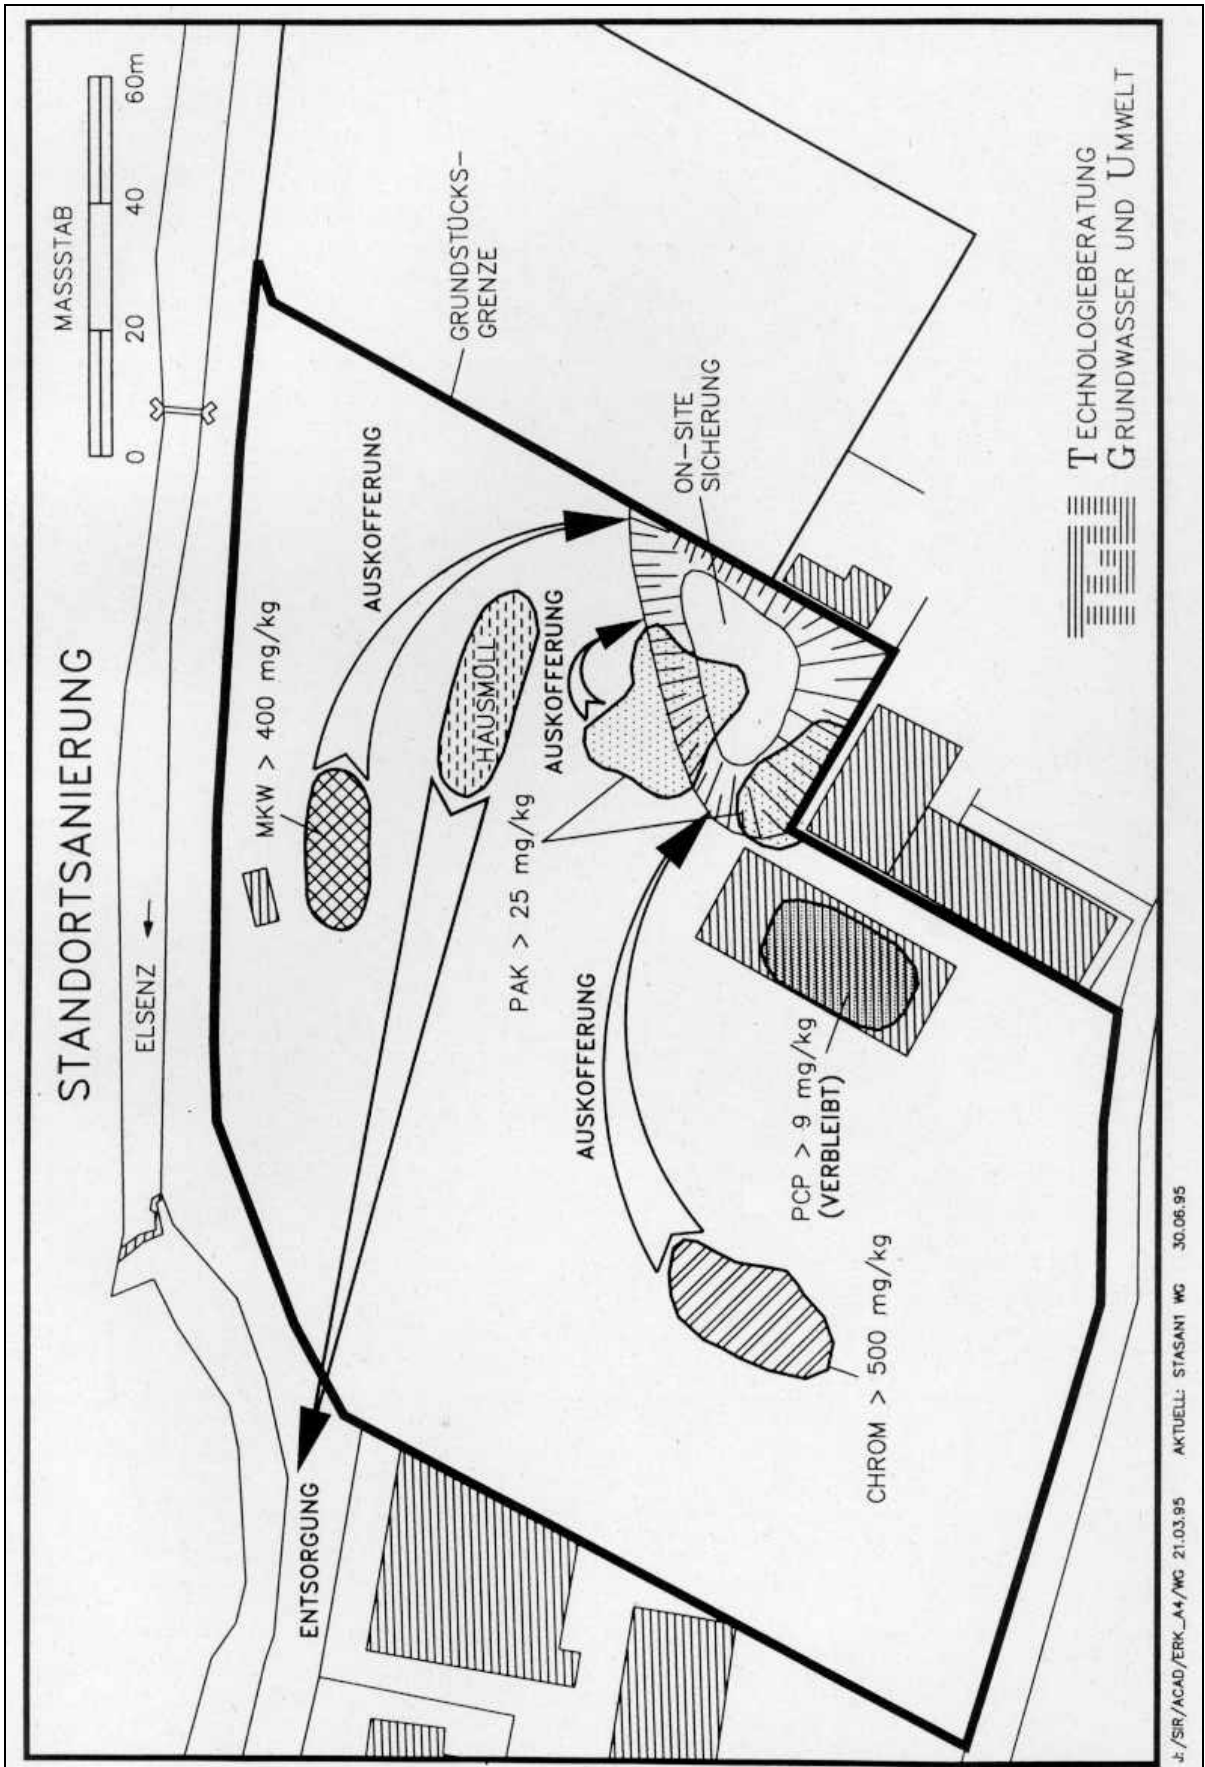 STANDORTSANIERUNG
MASSSTAB
0 20 40 60m
ELSENZ
MKW > 400 mg/kg
AUSKOFFERUNG
GRUNDSTÜCKS-
GRENZE
HAUSMÜLL
AUSKOFFERUNG
ON-SITE
SICHERUNG
PAK > 25 mg/kg
ENTSORGUNG
AUSKOFFERUNG
PCP > 9 mg/kg
(VERBLEIBT)
CHROM > 500 mg/kg
TECHNOLOGIEBERATUNG
GRUNDWASSER UND UMWELT
J:/SIR/ACAD/ERK_A4/WG 21.03.95 AKTUELL: STASAN1 WG 30.06.95